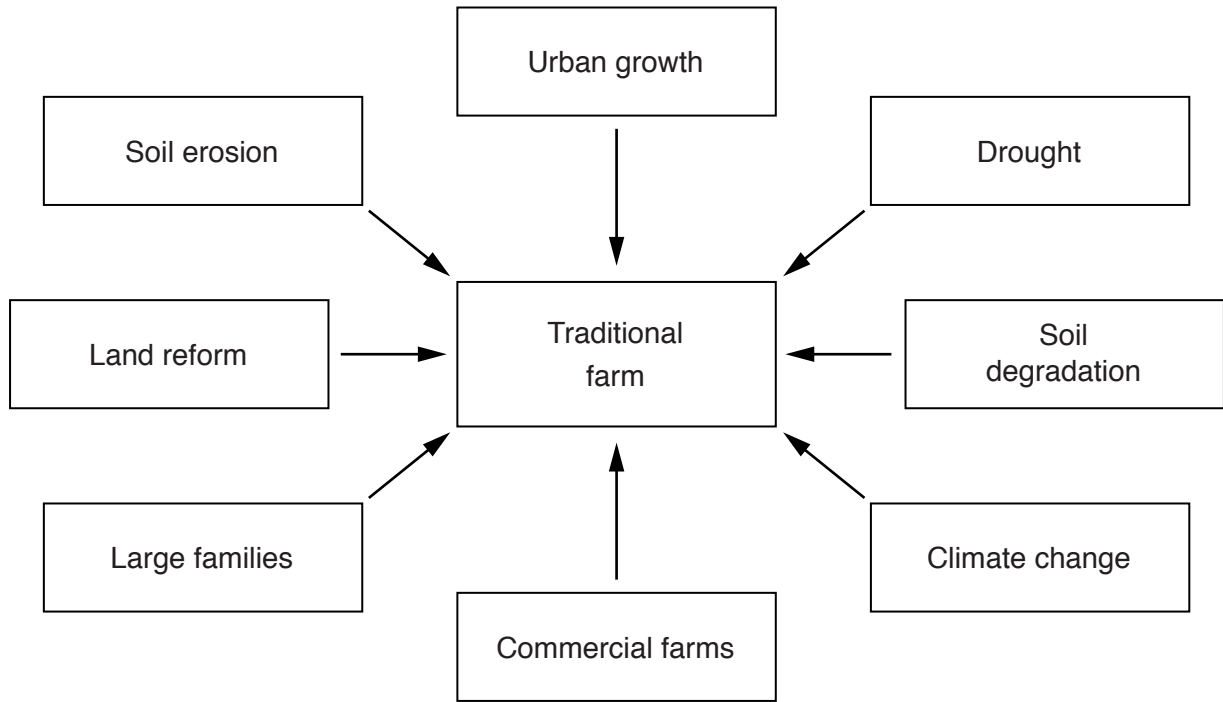 Urban growth
Soil erosion
Drought
Land reform
Traditional
farm
Soil
degradation
Large families
Climate change
Commercial farms